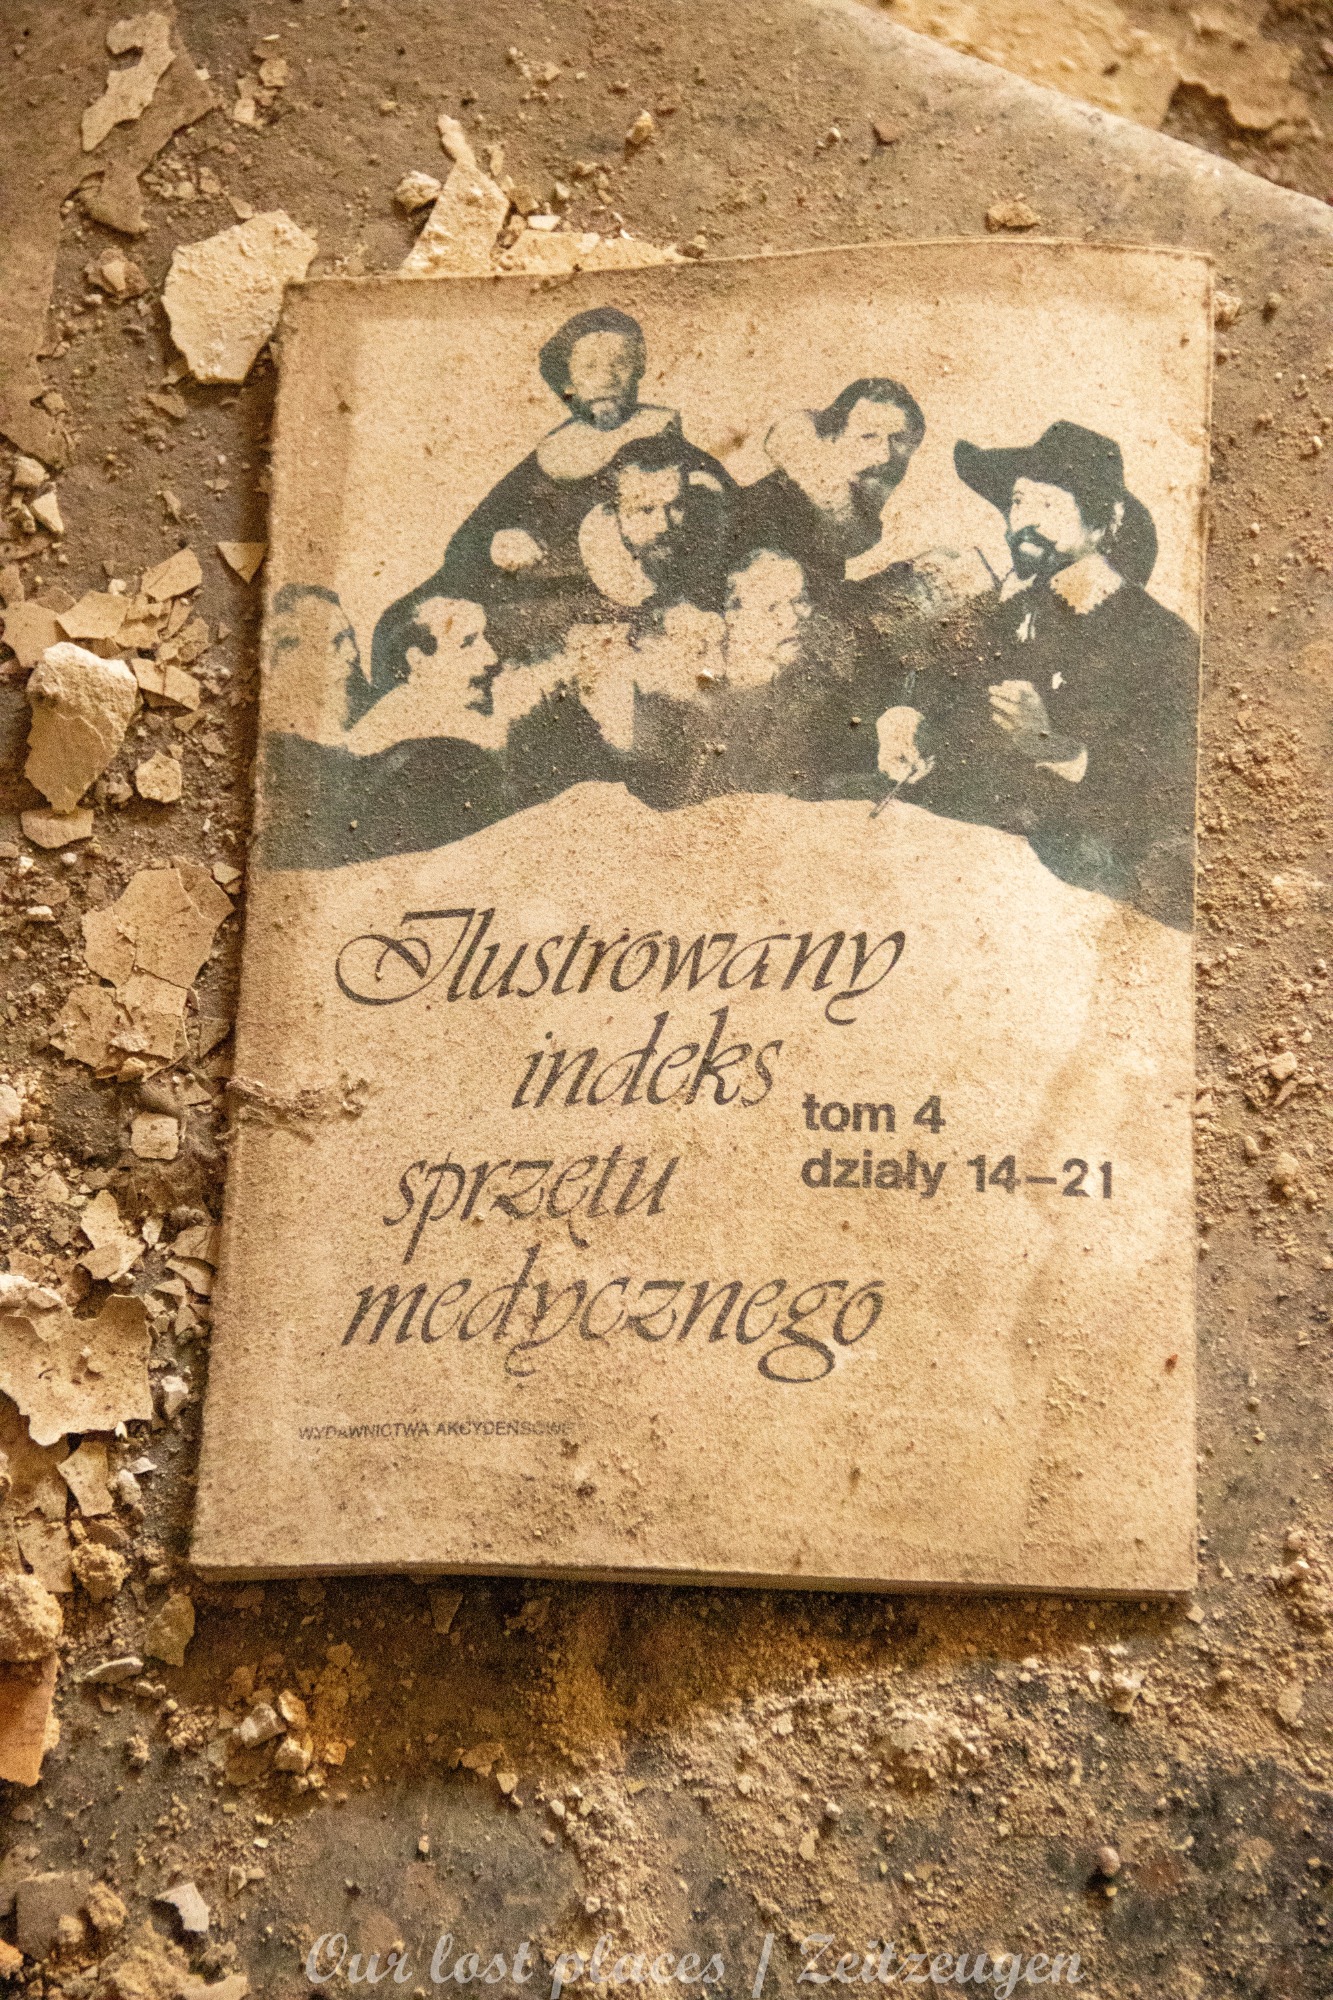 Ilustrowany
indeks
tom 4
sprzętu
działy 14–21
medycznego
WYDAWNICTWA AKCYDENSOWE
Our lost places | Zeitzeugen